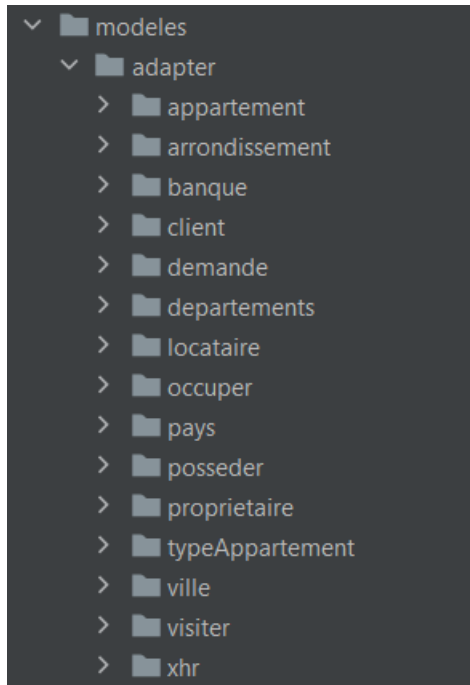 modeles
adapter
appartement
arrondissement
banque
client
demande
departements
locataire
occuper
pays
posseder
proprietaire
typeAppartement
ville
visiter
xhr